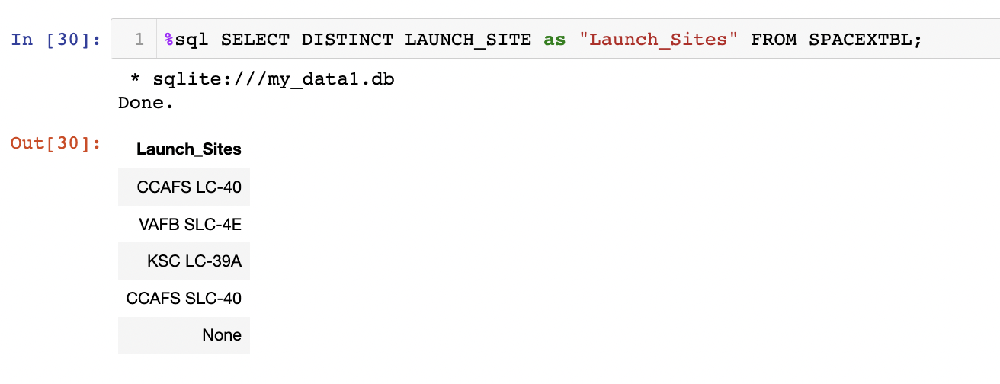 In [30]: 1 %sql SELECT DISTINCT LAUNCH_SITE as "Launch_Sites" FROM SPACEXTBL;
* sqlite:///my_data1.db
Done.
Out[30]: Launch_Sites
CCAFS LC-40
VAFB SLC-4E
KSC LC-39A
CCAFS SLC-40
None